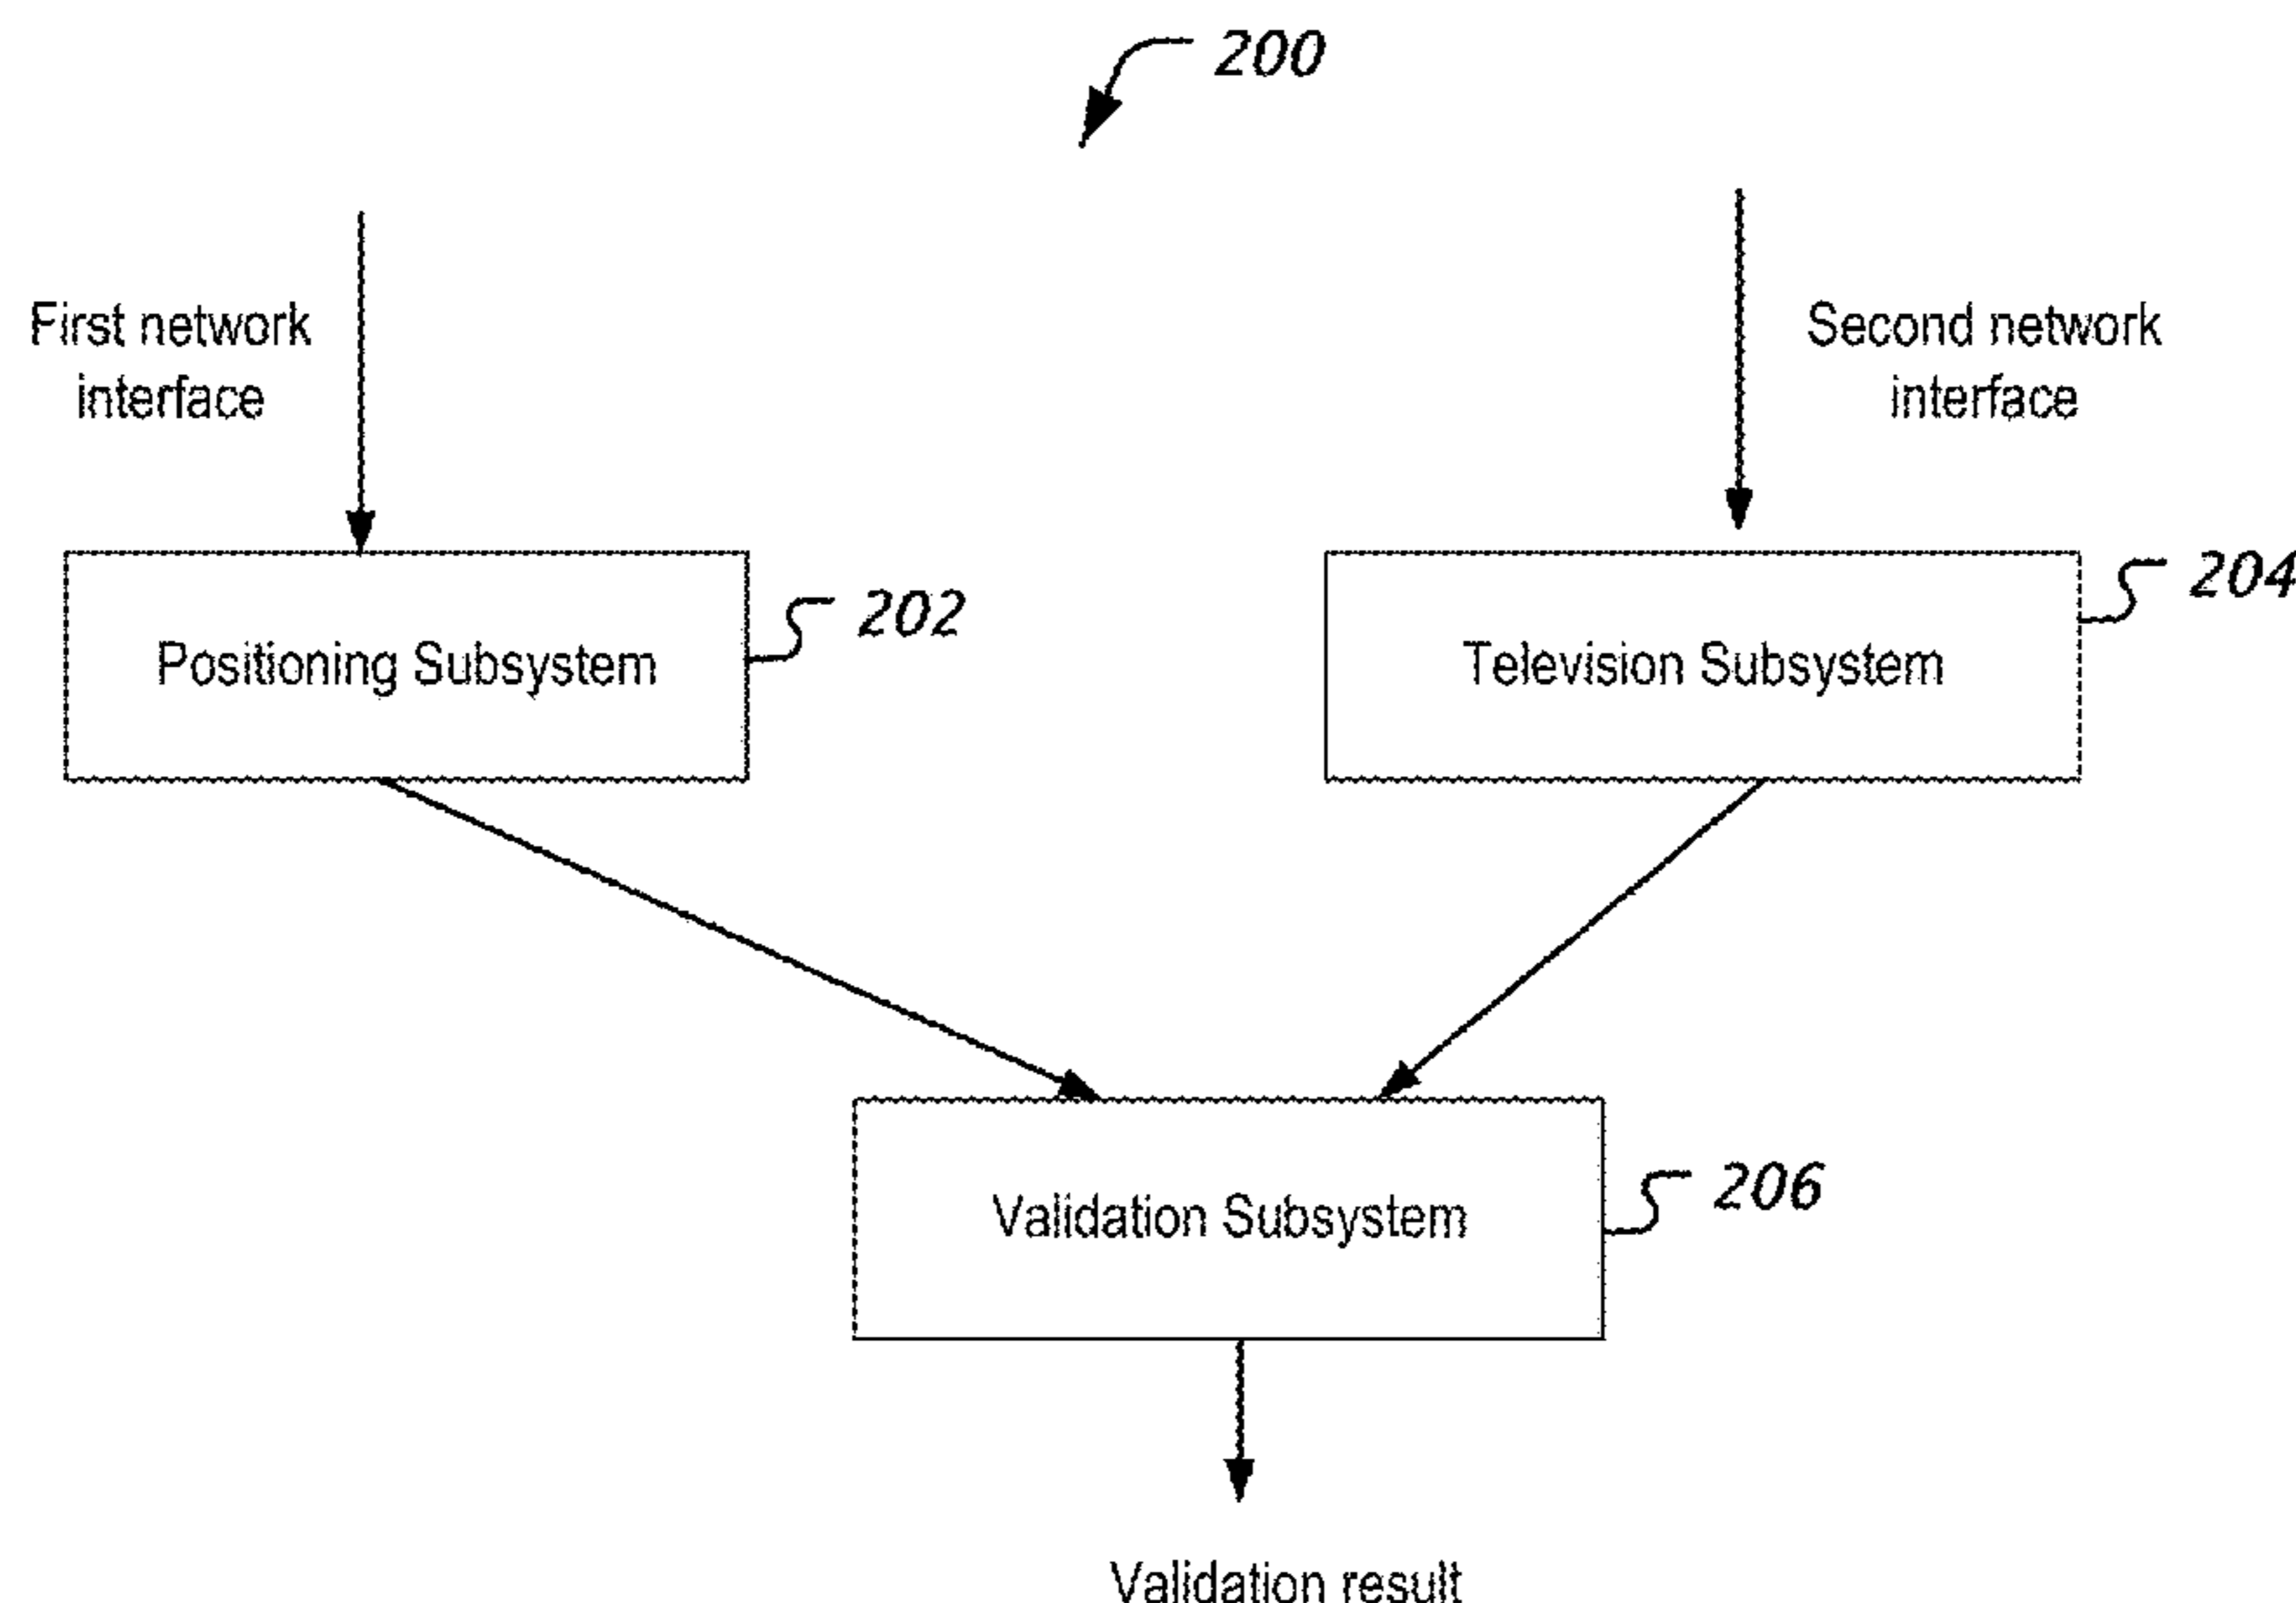 200
First network
interface
Second network
interface
Positioning Subsystem
202
Television Subsystem
204
Validation Subsystem
206
Validation result